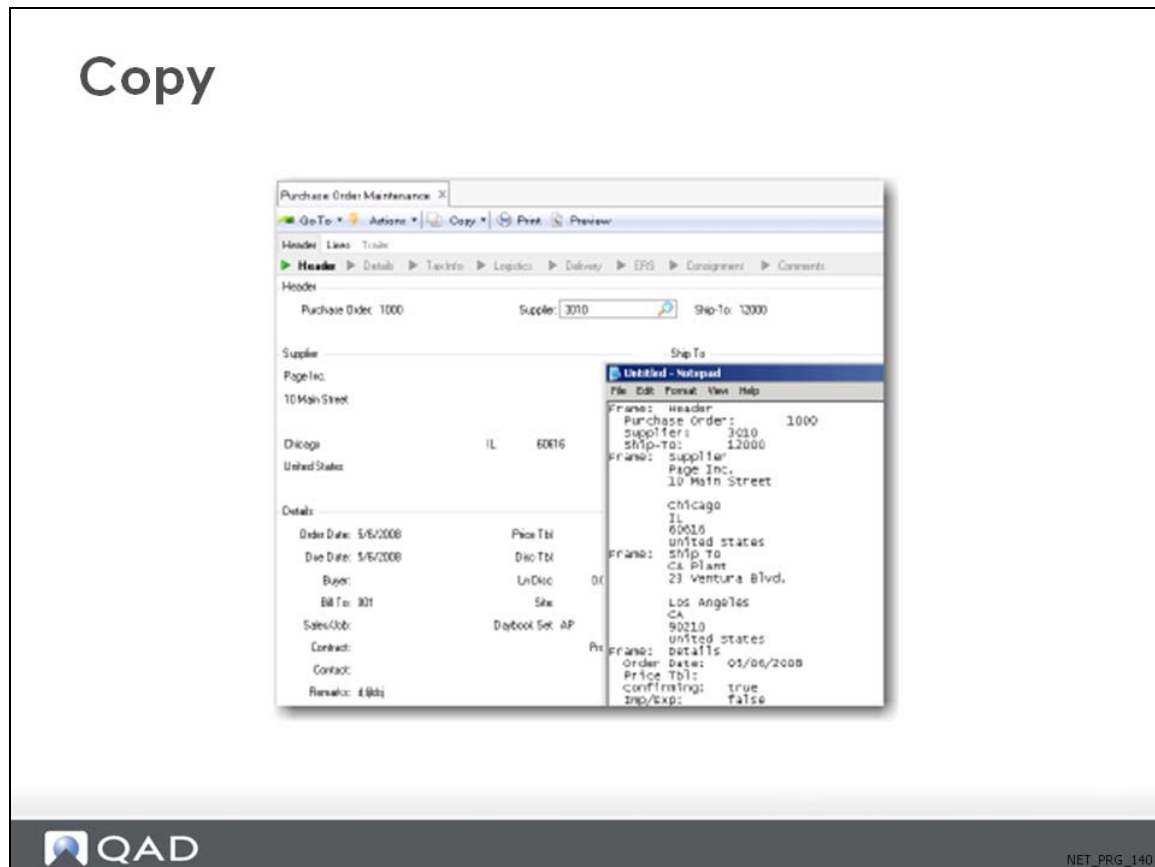 Copy
Purchase Order Maintenance X
Go To Actions Copy Print Preview
Header Lines Trailer
Header Details Tax Info Logistics Delivery ERS Consignment Comments
Header
Purchase Order: 1000 Supplier: 3010 Ship-To: 12000
Supplier Ship To
Page Inc.
10 Main Street
Chicago IL 60616
United States
Details
Order Date: 5/6/2008 Price Tbl
Due Date: 5/6/2008 Disc Tbl
Buyer: Ln Disc 0.0
Bill To: 001 Site
Sales/Job: Daybook Set: AP
Contract:
Contact:
Remarks:
Untitled - Notepad
File Edit Format View Help
Frame: Header
Purchase Order: 1000
Supplier: 3010
Ship-To: 12000
Frame: Supplier
Page Inc.
10 Main Street
Chicago
IL
60616
United States
Frame: Ship To
CA Plant
23 Ventura Blvd.
Los Angeles
CA
90210
United States
Frame: Details
Order Date: 05/06/2008
Price Tbl:
Confirming: true
Imp/Exp: false
QAD
NET_PRG_140